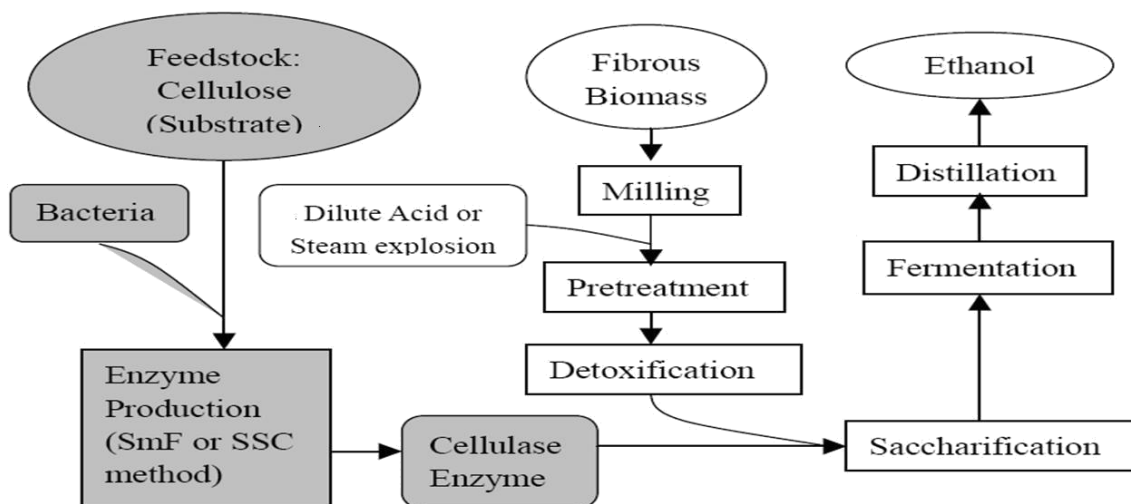 Feedstock:
Cellulose
(Substrate)
Fibrous
Biomass
Ethanol
Bacteria
Dilute Acid or
Steam explosion
Milling
Distillation
Pretreatment
Fermentation
Detoxification
Enzyme
Production
(SmF or SSC
method)
Cellulase
Enzyme
Saccharification